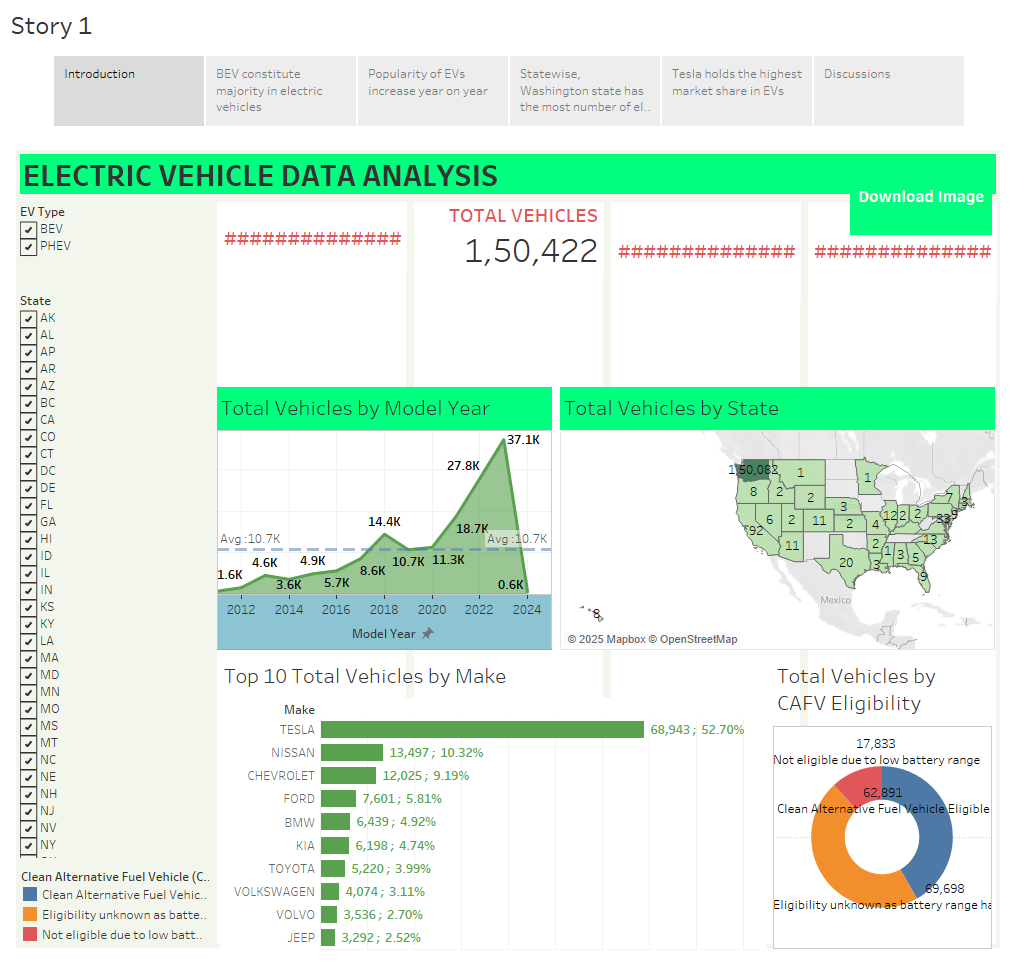 Story 1
Introduction
BEV constitute
majority in electric
vehicles
Popularity of EVs
increase year on year
Statewise,
Washington state has
the most number of el..
Tesla holds the highest
market share in EVs
Discussions
ELECTRIC VEHICLE DATA ANALYSIS
Download Image
EV Type
BEV
PHEV
State
AK
AL
AP
AR
AZ
BC
CA
CO
CT
DC
DE
FL
GA
HI
ID
IL
IN
KS
KY
LA
MA
MD
MN
MO
MS
MT
NC
NE
NH
NJ
NV
NY
Clean Alternative Fuel Vehicle (C..
Clean Alternative Fuel Vehic..
Eligibility unknown as batte..
Not eligible due to low batt..
##############
TOTAL VEHICLES
1,50,422
##############
##############
Total Vehicles by Model Year
37.1K
27.8K
14.4K
18.7K
Avg :10.7K
Avg :10.7K
1.6K
4.6K
3.6K
4.9K
5.7K
8.6K
10.7K
11.3K
0.6K
2012
2014
2016
2018
2020
2022
2024
Model Year
Total Vehicles by State
1,50,082
1
1
8
2
2
3
7
3
92
6
2
11
2
4
12
2
2
33
9
11
20
2
3
1
3
5
13
9
8
Mexico
© 2025 Mapbox © OpenStreetMap
Top 10 Total Vehicles by Make
Make
TESLA
68,943 ; 52.70%
NISSAN
13,497 ; 10.32%
CHEVROLET
12,025 ; 9.19%
FORD
7,601 ; 5.81%
BMW
6,439 ; 4.92%
KIA
6,198 ; 4.74%
TOYOTA
5,220 ; 3.99%
VOLKSWAGEN
4,074 ; 3.11%
VOLVO
3,536 ; 2.70%
JEEP
3,292 ; 2.52%
Total Vehicles by
CAFV Eligibility
17,833
Not eligible due to low battery range
62,891
Clean Alternative Fuel Vehicle Eligible
69,698
Eligibility unknown as battery range ha